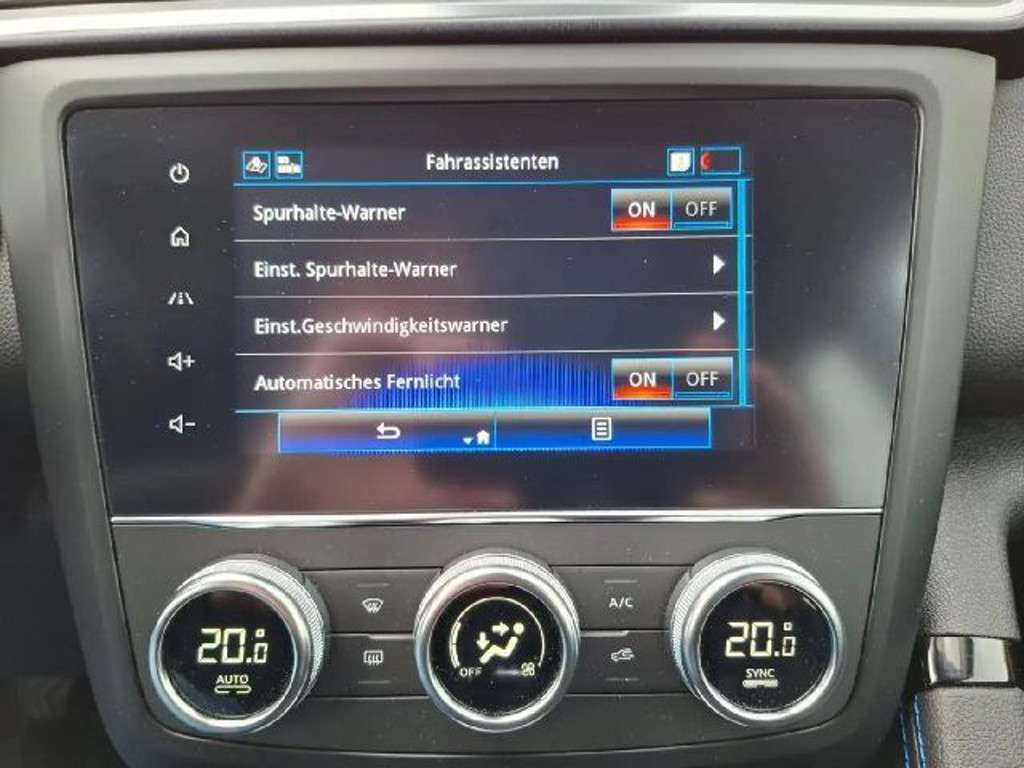 Fahrassistenten
Spurhalte-Warner ON OFF
Einst. Spurhalte-Warner
Einst.Geschwindigkeitswarner
Automatisches Fernlicht ON OFF
A/C
20.0° OFF 20.0°
AUTO SYNC